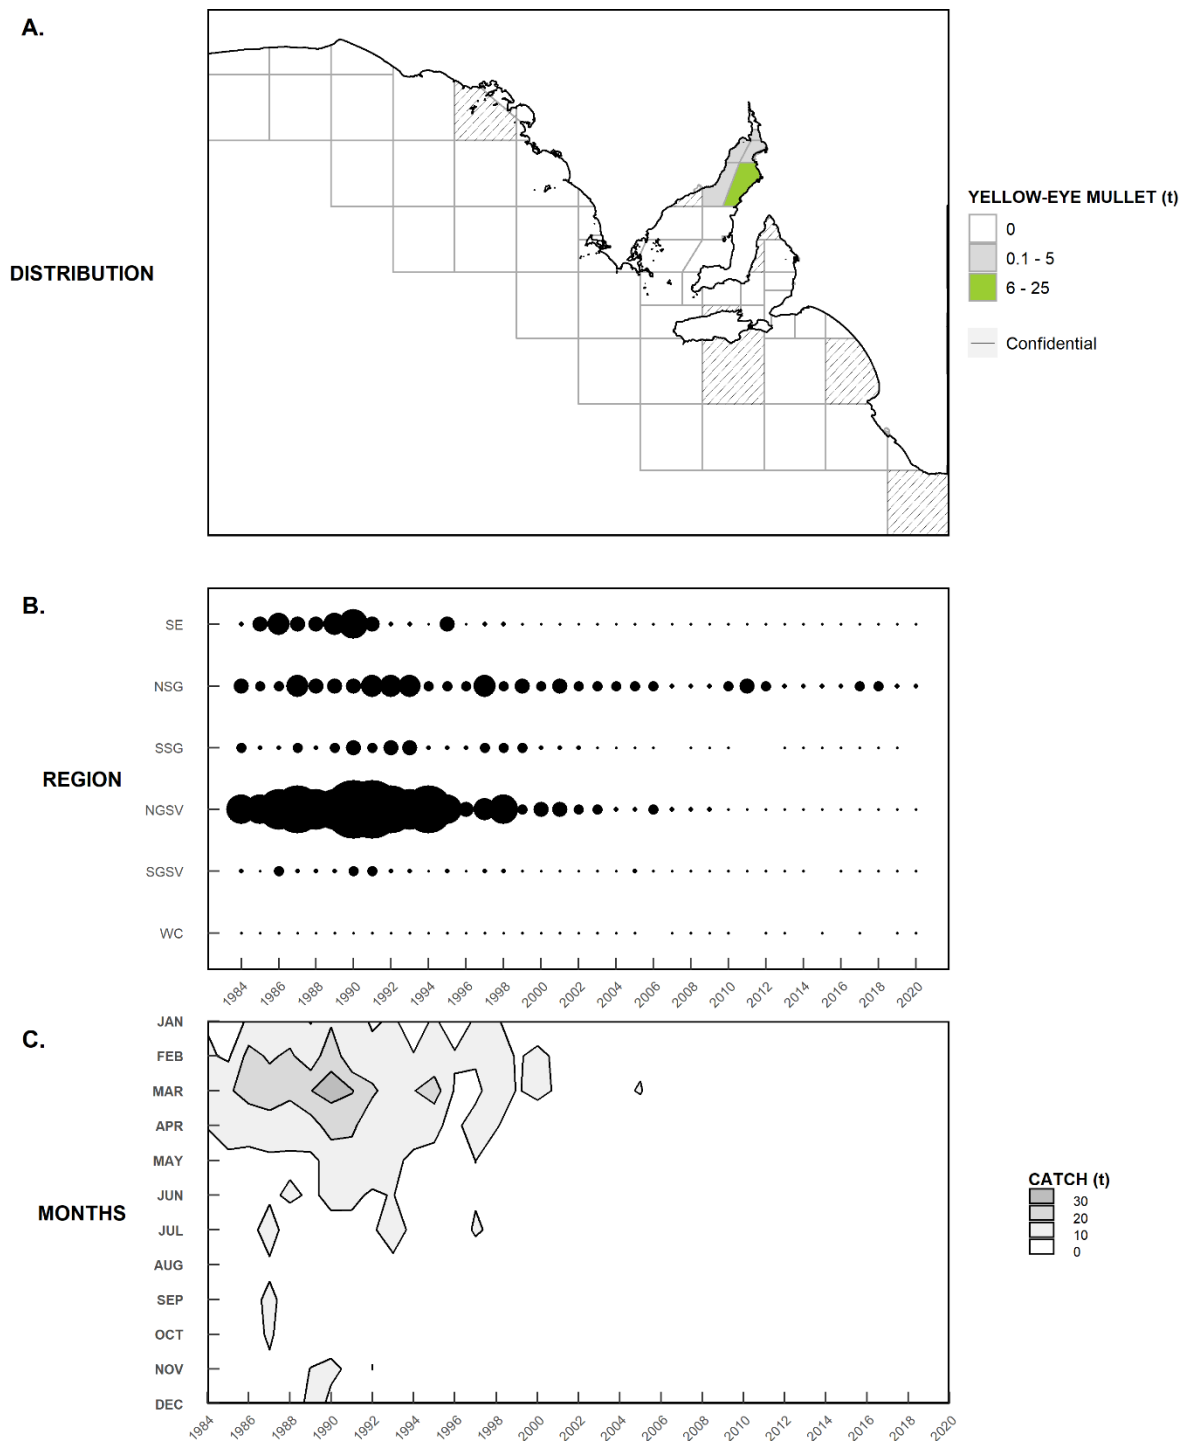 A.
DISTRIBUTION
YELLOW-EYE MULLET (t)
0
0.1 - 5
6 - 25
Confidential
B.
REGION
SE
NSG
SSG
NGSV
SGSV
WC
1984 1986 1988 1990 1992 1994 1996 1998 2000 2002 2004 2006 2008 2010 2012 2014 2016 2018 2020
C.
MONTHS
JAN
FEB
MAR
APR
MAY
JUN
JUL
AUG
SEP
OCT
NOV
DEC
1984 1986 1988 1990 1992 1994 1996 1998 2000 2002 2004 2006 2008 2010 2012 2014 2016 2018 2020
CATCH (t)
30
20
10
0